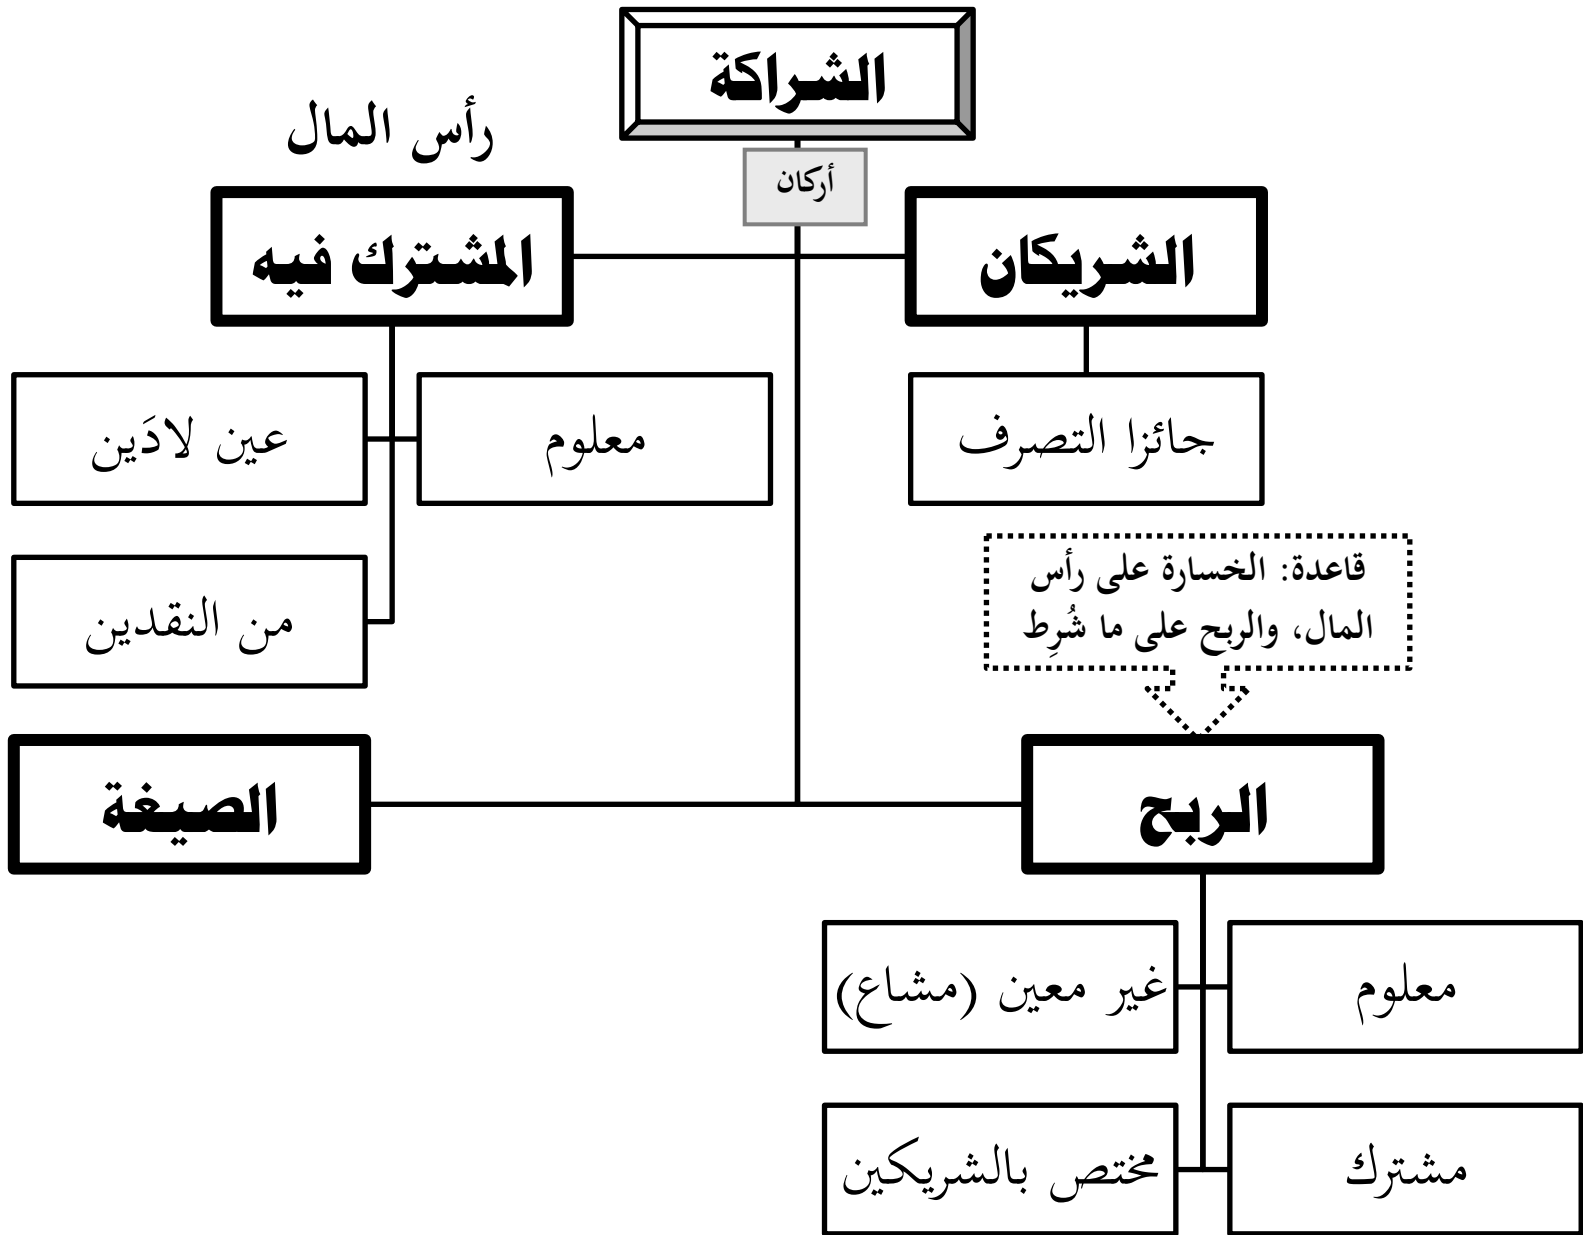 الشراكة
أركان
الشريكان
رأس المال
المشترك فيه
جائزا التصرف
معلوم
عين لادَين
من النقدين
قاعدة: الخسارة على رأس
المال، والربح على ما شُرِط
الربح
الصيغة
معلوم
غير معين (مشاع)
مشترك
مختص بالشريكين